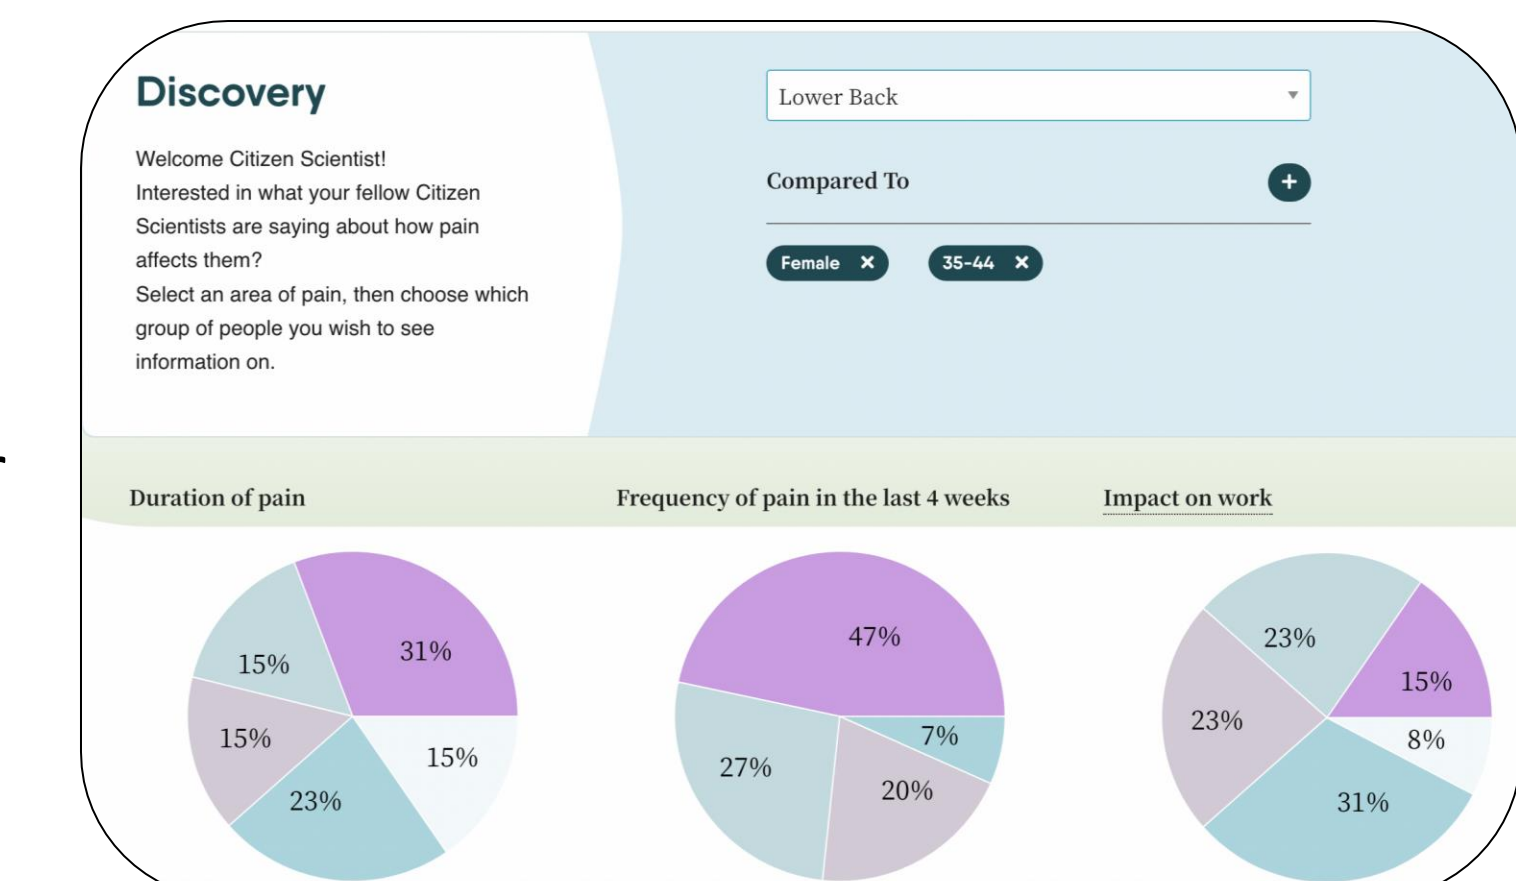 Discovery
Welcome Citizen Scientist!
Interested in what your fellow Citizen
Scientists are saying about how pain
affects them?
Select an area of pain, then choose which
group of people you wish to see
information on.
Lower Back
Compared To
+
Female ×
35-44 ×
Duration of pain
31%
15%
15%
23%
15%
Frequency of pain in the last 4 weeks
47%
27%
20%
7%
Impact on work
15%
23%
23%
31%
8%